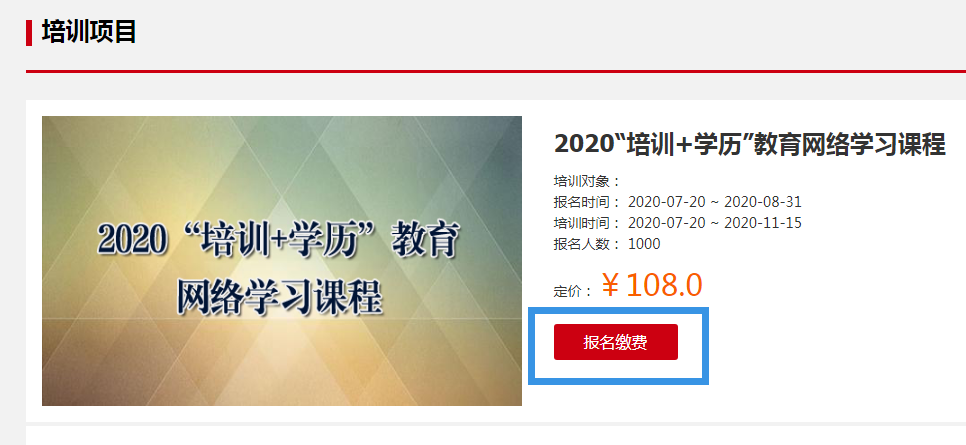 培训项目
2020“培训+学历”教育
网络学习课程
2020“培训+学历”教育网络学习课程
培训对象：
报名时间： 2020-07-20 ~ 2020-08-31
培训时间： 2020-07-20 ~ 2020-11-15
报名人数： 1000
定价： ￥108.0
报名缴费